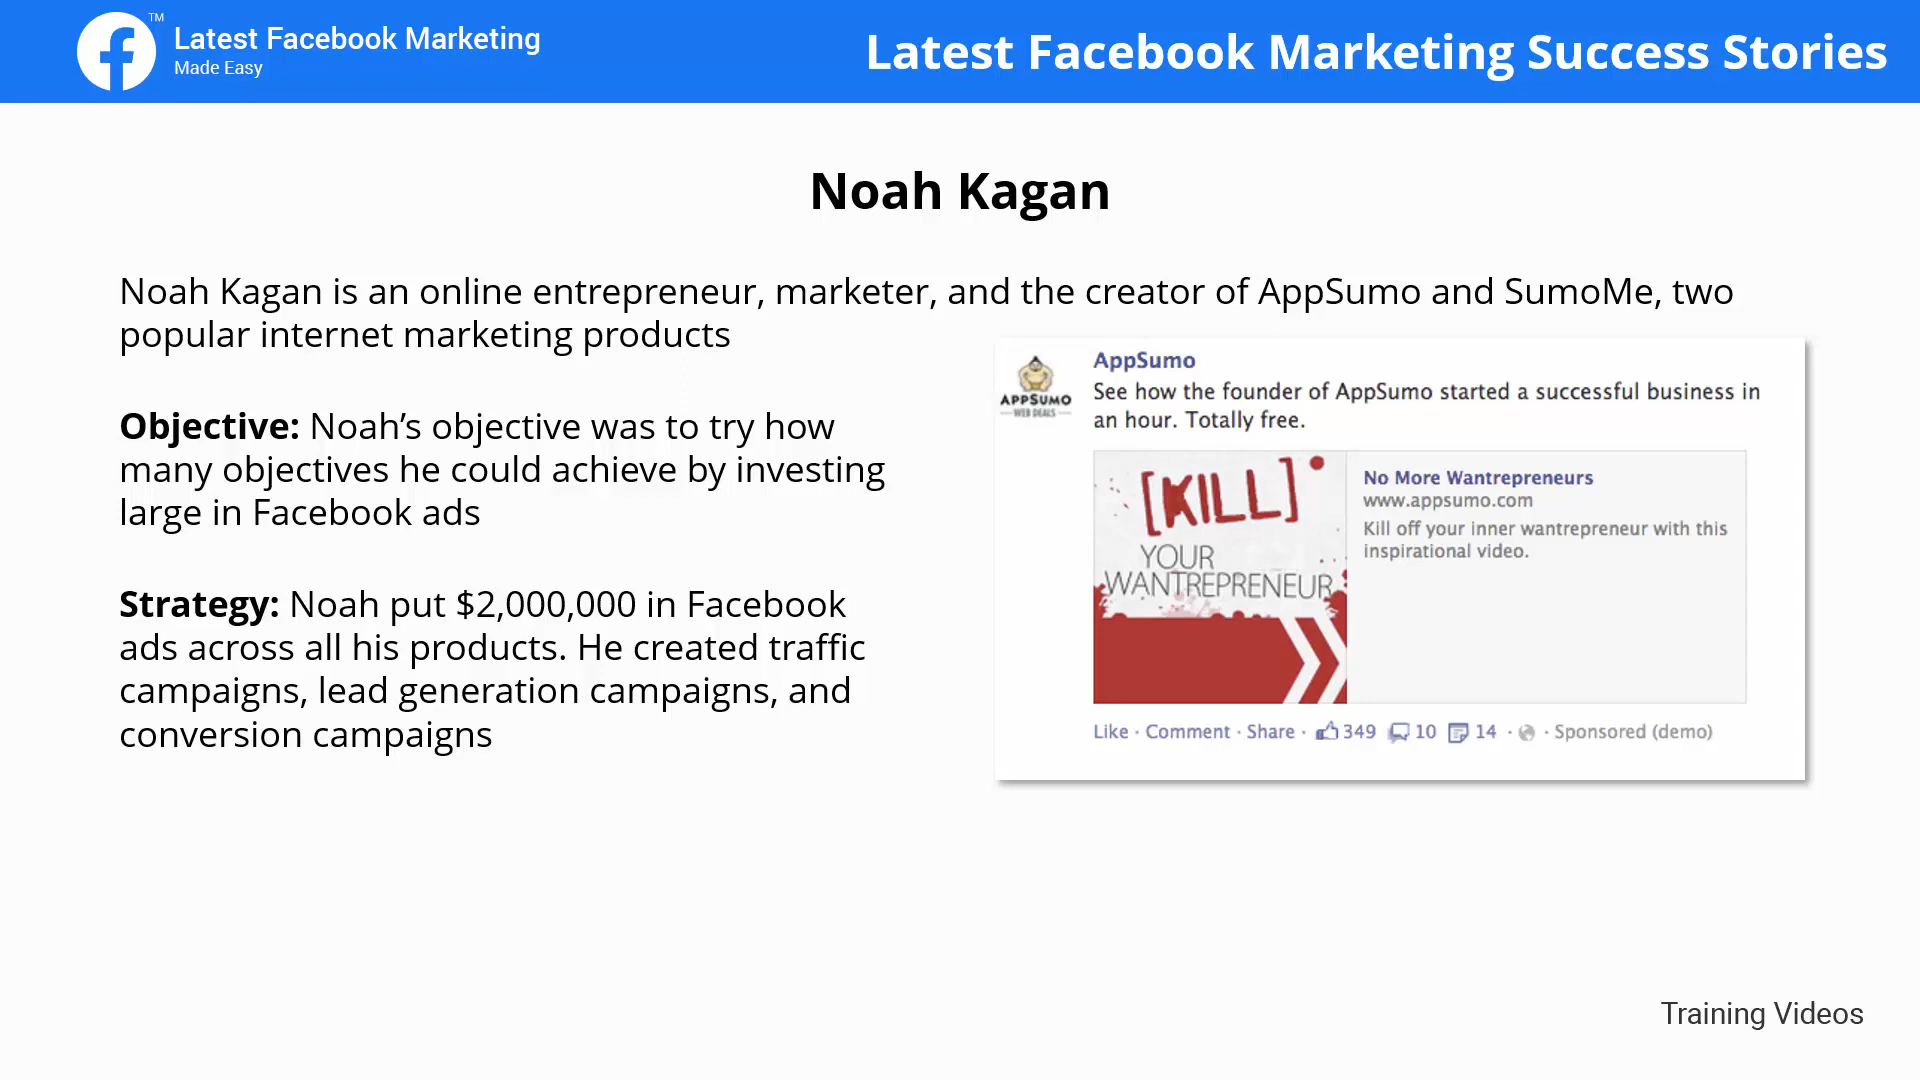 TM
Latest Facebook Marketing
Made Easy
Latest Facebook Marketing Success Stories
Noah Kagan
Noah Kagan is an online entrepreneur, marketer, and the creator of AppSumo and SumoMe, two
popular internet marketing products
Objective: Noah’s objective was to try how
many objectives he could achieve by investing
large in Facebook ads
Strategy: Noah put $2,000,000 in Facebook
ads across all his products. He created traffic
campaigns, lead generation campaigns, and
conversion campaigns
APPSUMO
WEB DEALS
AppSumo
See how the founder of AppSumo started a successful business in
an hour. Totally free.
[KILL]
YOUR
WANTREPRENEUR
No More Wantrepreneurs
www.appsumo.com
Kill off your inner wantrepreneur with this
inspirational video.
Like · Comment · Share · 349 10 14 · · Sponsored (demo)
Training Videos